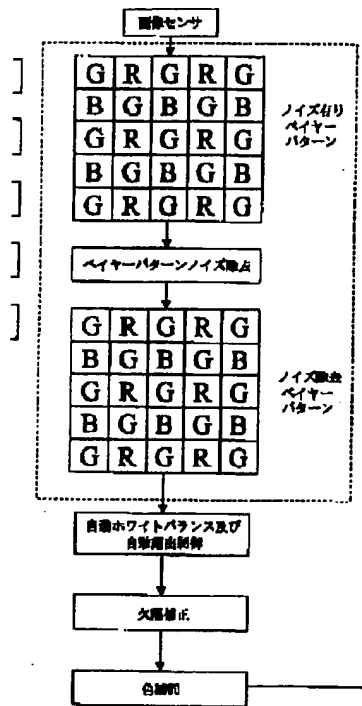 画像センサ
G R G R G
B G B G B
G R G R G
B G B G B
G R G R G
ノイズ有り
ベイヤー
パターン
ベイヤーパターンノイズ除去
G R G R G
B G B G B
G R G R G
B G B G B
G R G R G
ノイズ除去
ベイヤー
パターン
自動ホワイトバランス及び
自動露出制御
欠陥補正
色補間